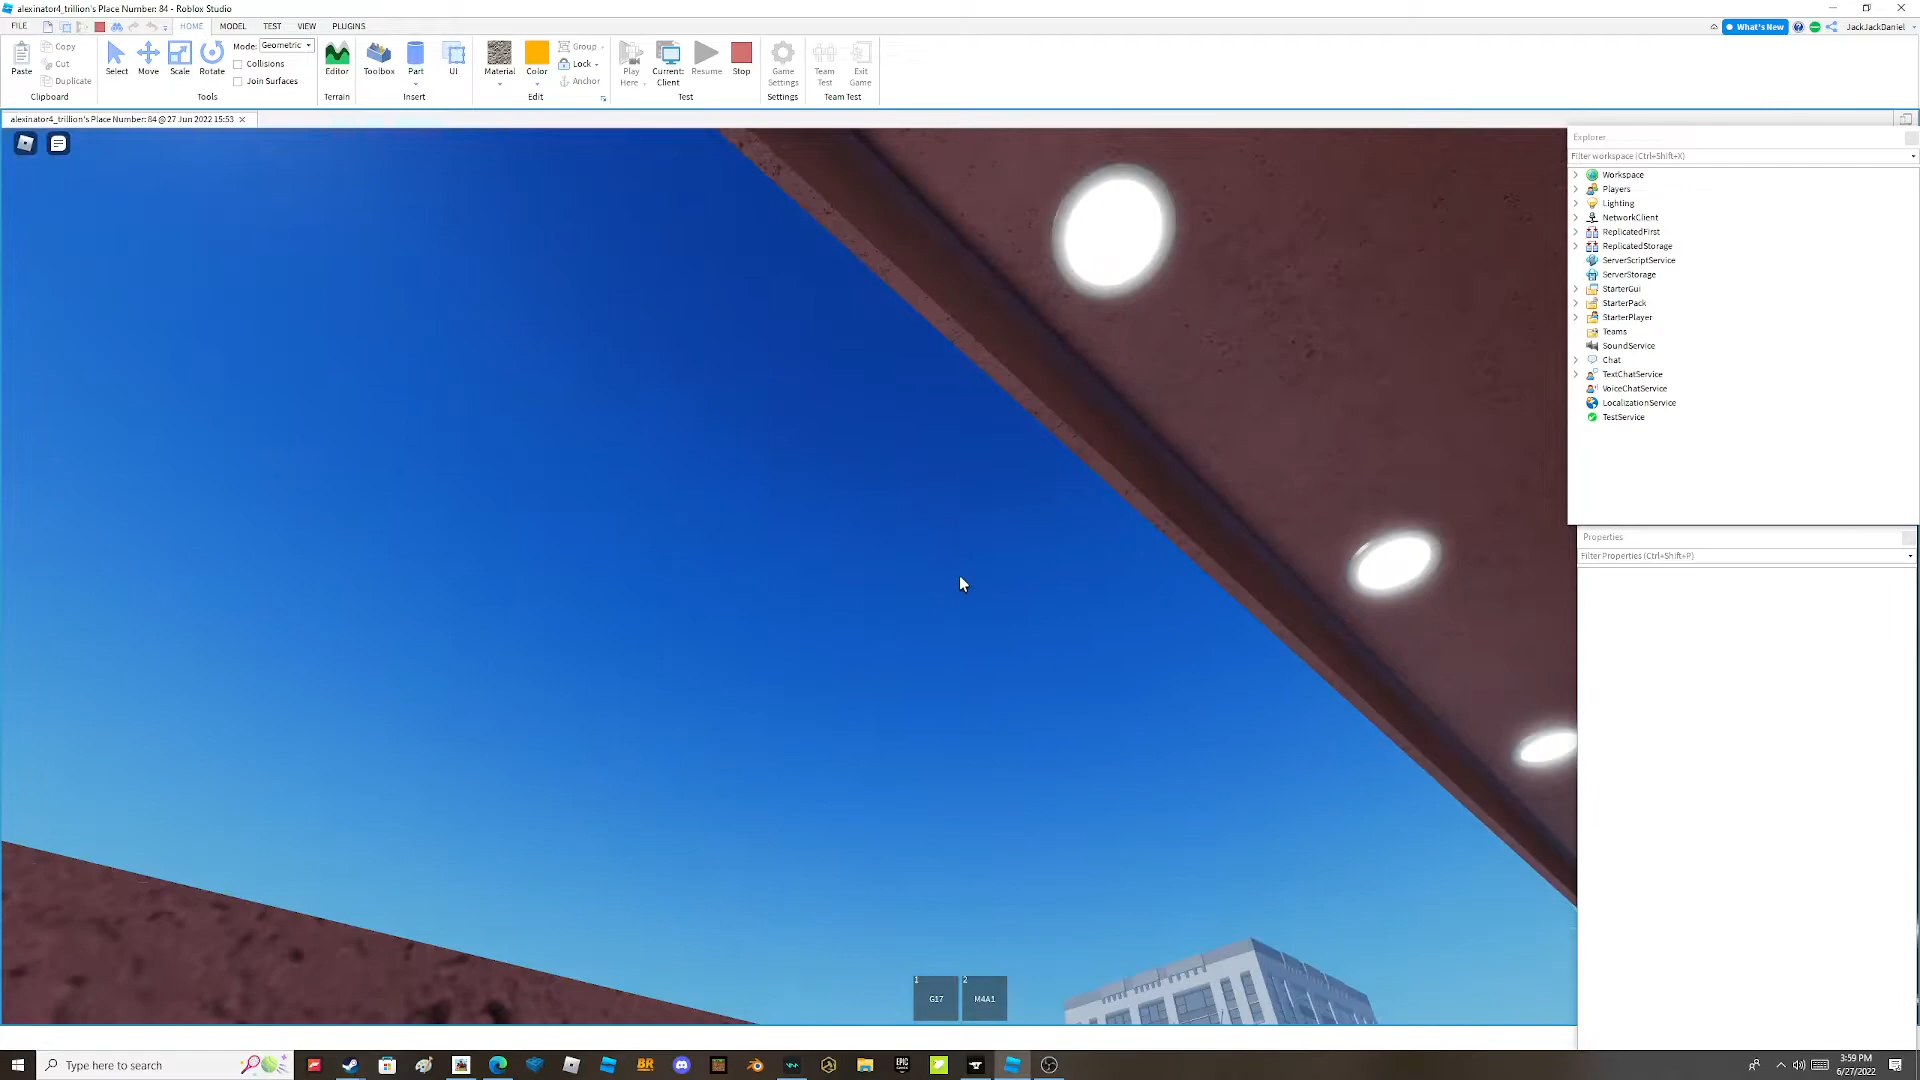 alexinator4_trillion's Place Number: 84 - Roblox Studio
FILE HOME MODEL TEST VIEW PLUGINS
What's New JackJackDaniel
Paste Copy Cut Duplicate
Clipboard
Select Move Scale Rotate
Mode: Geometric
Collisions
Join Surfaces
Tools
Editor
Terrain
Toolbox Part UI
Insert
Material Color
Group
Lock
Anchor
Edit
Play Here
Current: Client
Resume
Stop
Test
Game Settings
Settings
Team Test
Exit Game
Team Test
alexinator4_trillion's Place Number: 84 @ 27 Jun 2022 15:53
Explorer
Filter workspace (Ctrl+Shift+X)
Workspace
Players
Lighting
NetworkClient
ReplicatedFirst
ReplicatedStorage
ServerScriptService
ServerStorage
StarterGui
StarterPack
StarterPlayer
Teams
SoundService
Chat
TextChatService
VoiceChatService
LocalizationService
TestService
Properties
Filter Properties (Ctrl+Shift+P)
1 G17
2 M4A1
Type here to search
BR
EPIC GAMES
3:59 PM
6/27/2022